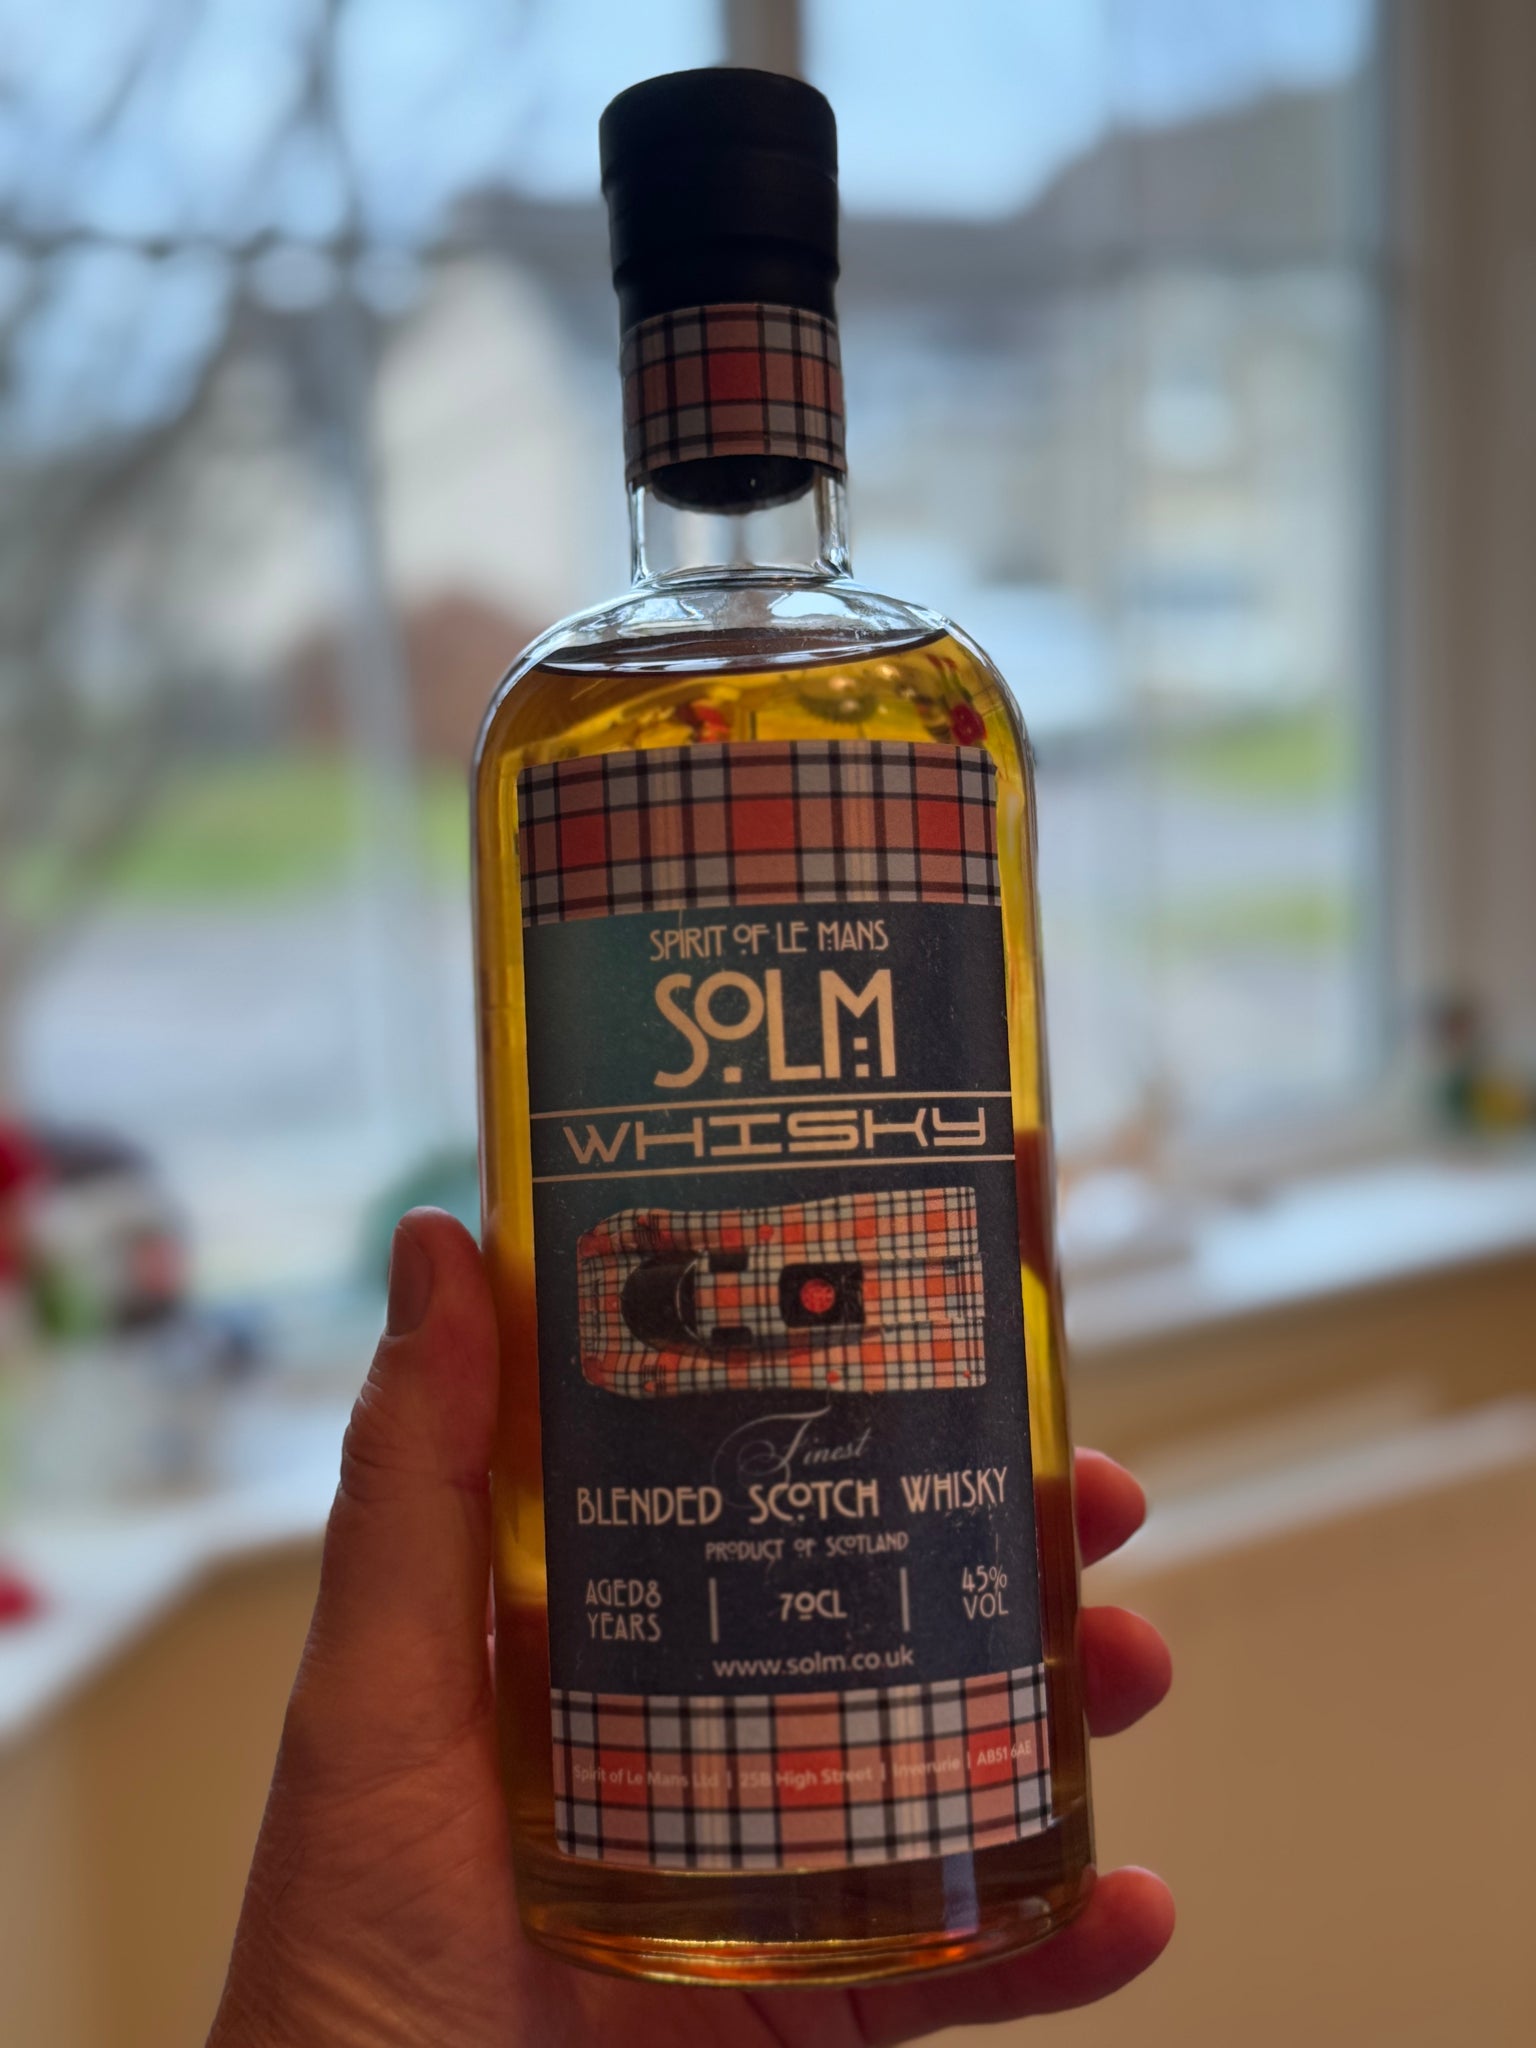 SPIRIT OF LE MANS
SOLM
WHISKY
Finest
BLENDED SCOTCH WHISKY
PRODUCT OF SCOTLAND
AGED 8
YEARS
70CL
45%
VOL
www.solm.co.uk
Spirit of Le Mans Ltd | 25B High Street | Inverurie | AB51 6AE